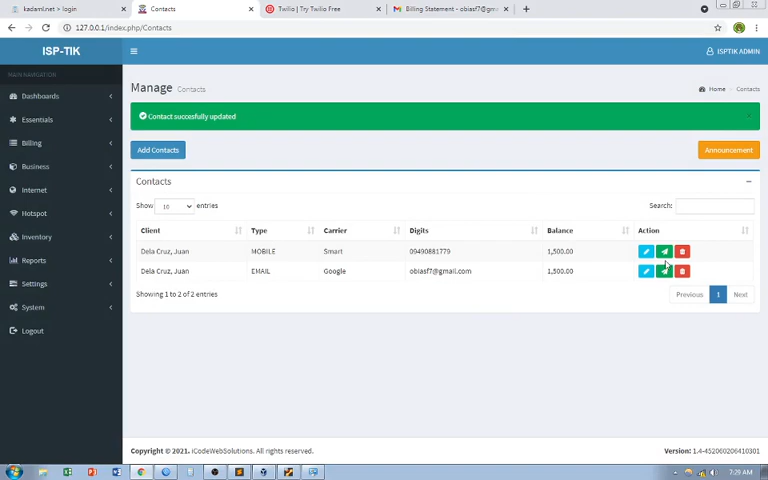 kadaml.net > login
Contacts
Twilio | Try Twilio Free
Billing Statement - obiasf7@gm
127.0.0.1/index.php/Contacts
ISP-TIK
ISPTIK ADMIN
MAIN NAVIGATION
Dashboards
Essentials
Billing
Business
Internet
Hotspot
Inventory
Reports
Settings
System
Logout
Manage Contacts
Home Contacts
Contact succesfully updated
Add Contacts
Announcement
Contacts
Show 10 entries
Search:
Client Type Carrier Digits Balance Action
Dela Cruz, Juan MOBILE Smart 09490881779 1,500.00
Dela Cruz, Juan EMAIL Google obiasf7@gmail.com 1,500.00
Showing 1 to 2 of 2 entries
Previous 1 Next
Copyright © 2021. iCodeWebSolutions. All rights reserved.
Version: 1.4-452000206410301
7:29 AM